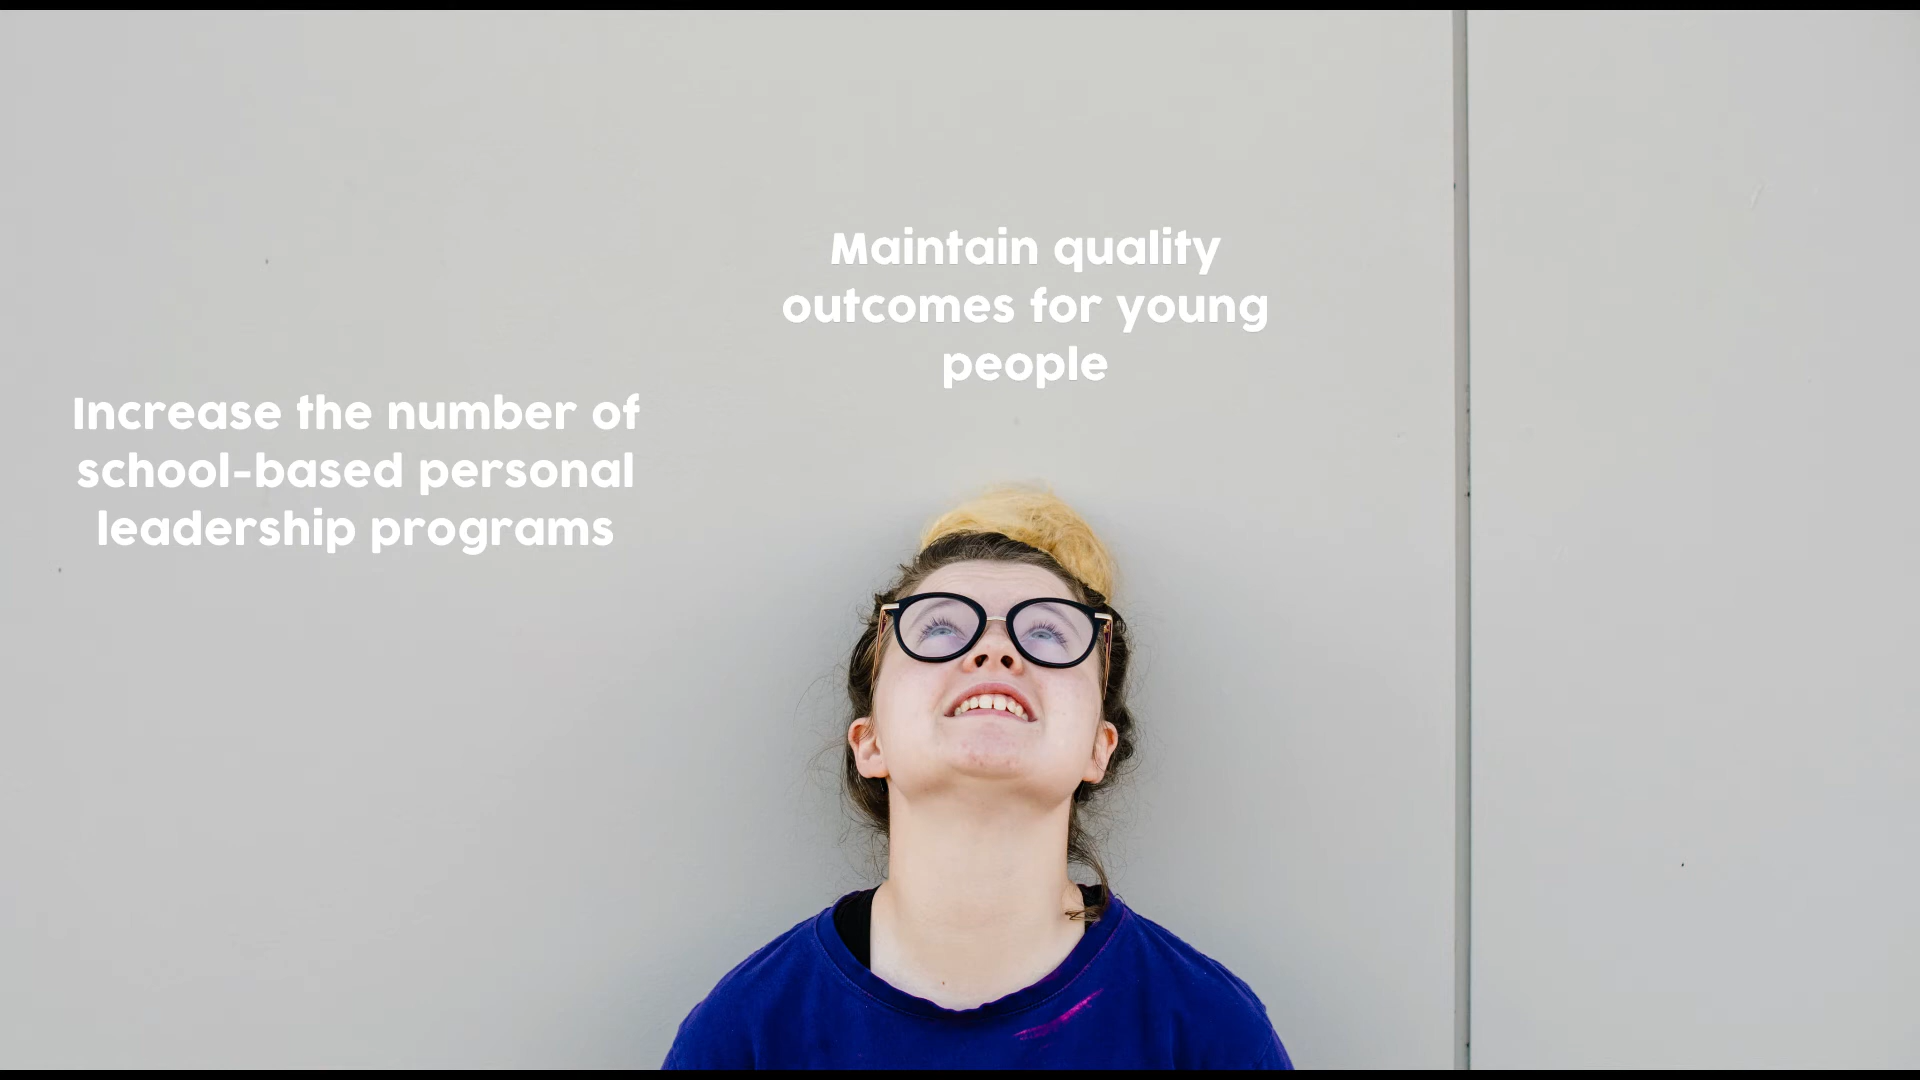 Increase the number of
school-based personal
leadership programs
Maintain quality
outcomes for young
people